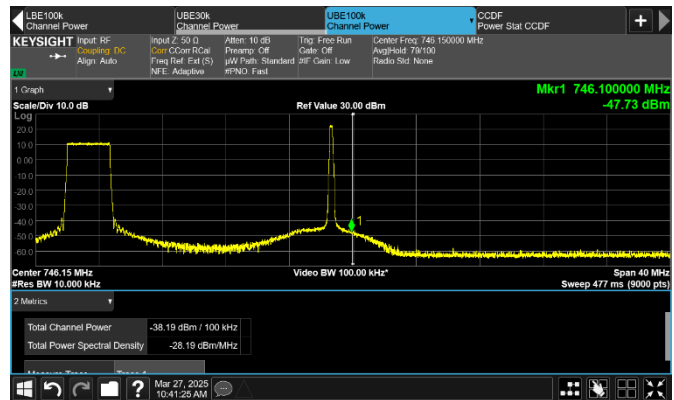 LBE100k
Channel Power
UBE30k
Channel Power
UBE100k
Channel Power
CCDF
Power Stat CCDF
KEYSIGHT
Input: RF
Coupling: DC
Align: Auto
LXI
Input Z: 50 Ω
Corr CCorr RCal
Freq Ref: Ext (S)
NFE: Adaptive
Atten: 10 dB
Preamp: Off
µW Path: Standard
#PNO: Fast
Trig: Free Run
Gate: Off
#IF Gain: Low
Center Freq: 746.150000 MHz
Avg|Hold: 79/100
Radio Std: None
1 Graph
Mkr1 746.100000 MHz
-47.73 dBm
Scale/Div 10.0 dB
Ref Value 30.00 dBm
Log
20.0
10.0
0.00
-10.0
-20.0
-30.0
-40.0
-50.0
-60.0
1
Center 746.15 MHz
Video BW 100.00 kHz*
Span 40 MHz
#Res BW 10.000 kHz
Sweep 477 ms (9000 pts)
2 Metrics
Total Channel Power -38.19 dBm / 100 kHz
Total Power Spectral Density -28.19 dBm/MHz
Measure Trace
Trace 1
?
Mar 27, 2025
10:41:25 AM